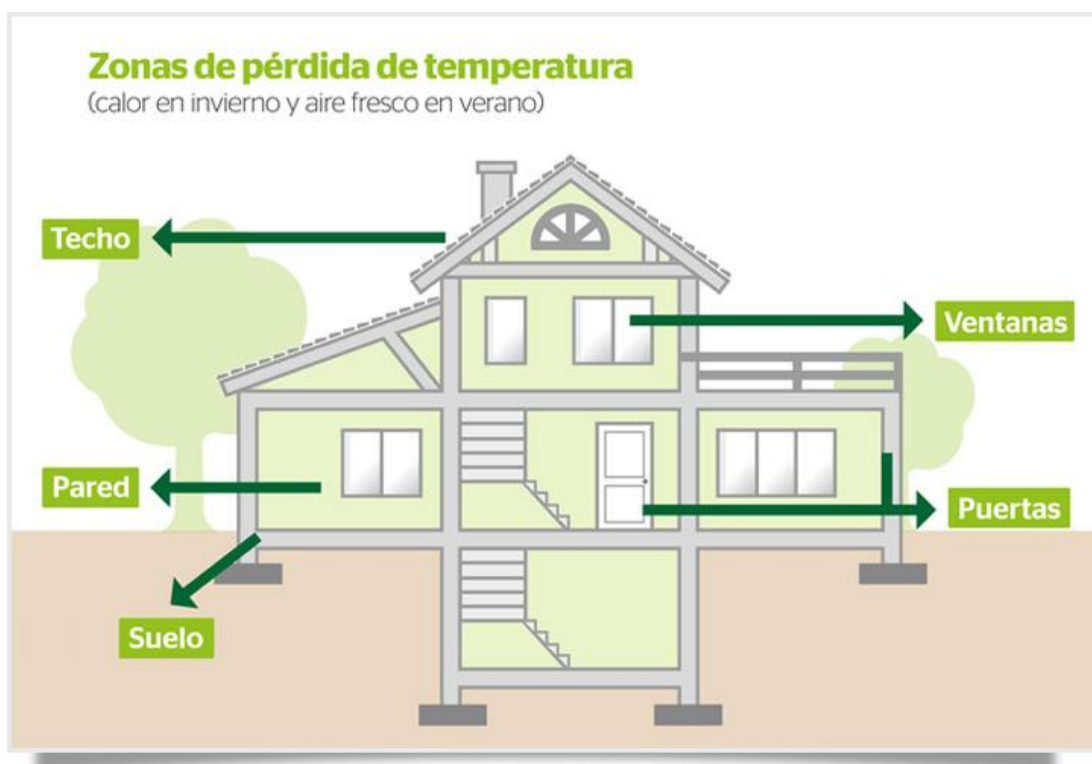 Zonas de pérdida de temperatura
(calor en invierno y aire fresco en verano)
Techo
Ventanas
Pared
Puertas
Suelo